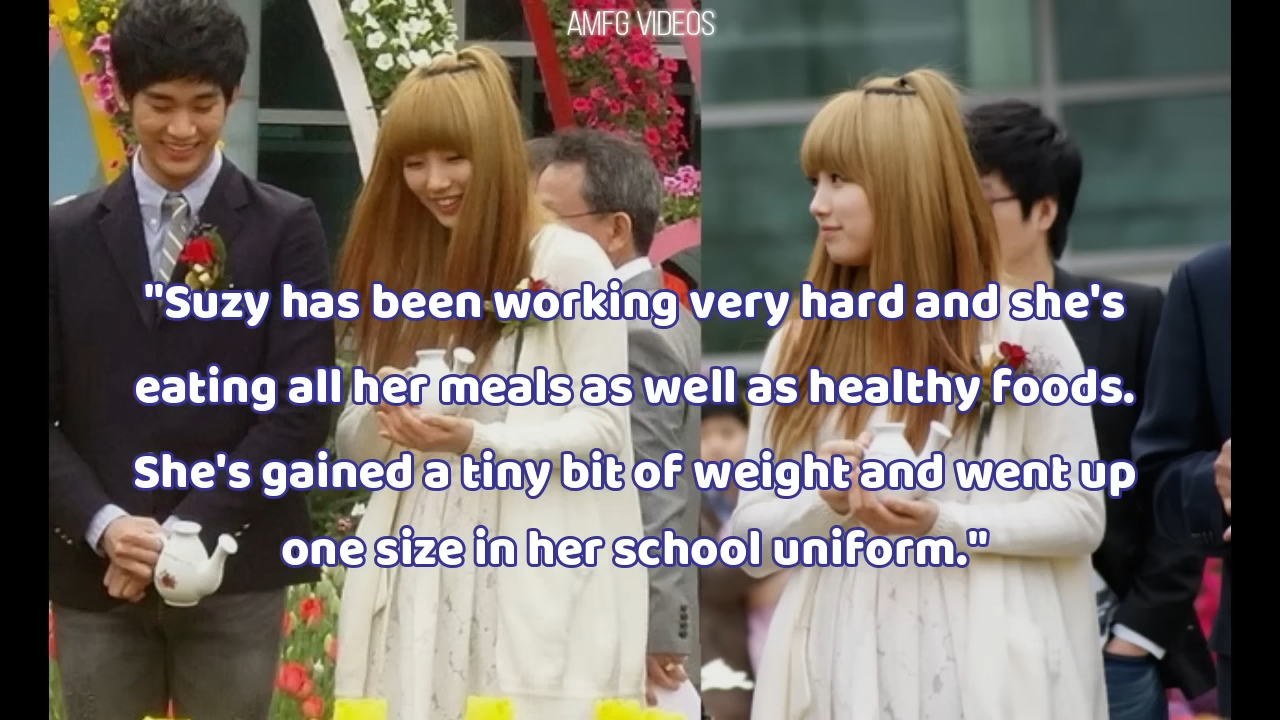 AMFG VIDEOS
"Suzy has been working very hard and she's
eating all her meals as well as healthy foods.
She's gained a tiny bit of weight and went up
one size in her school uniform."